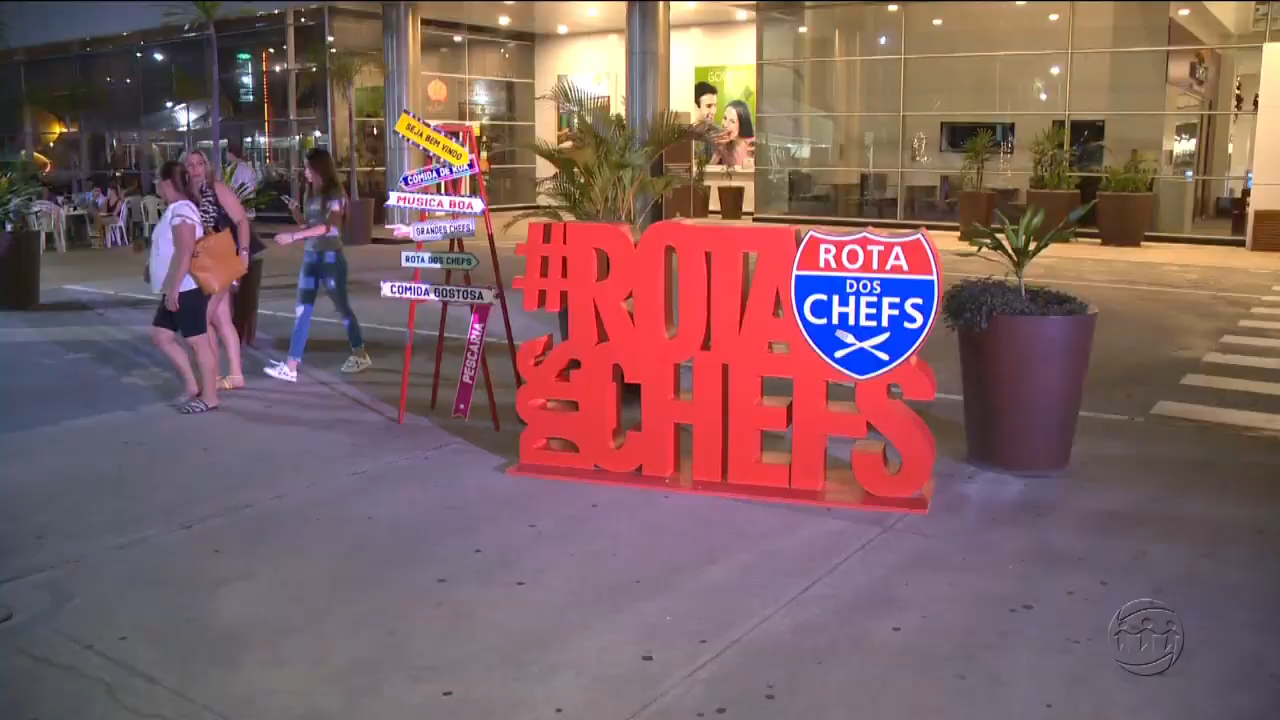 SEJA BEM VINDO
COMIDA DE RUA
MÚSICA BOA
GRANDES CHEFS
ROTA DOS CHEFS
COMIDA GOSTOSA
PESCARIA
#ROTA
DOS CHEFS
ROTA
DOS
CHEFS